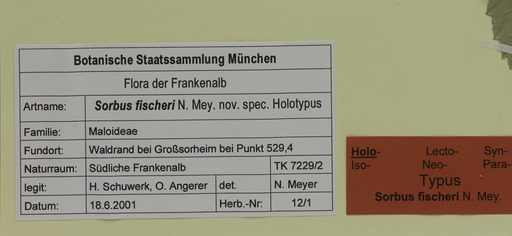 Botanische Staatssammlung München
Flora der Frankenalb
Artname: Sorbus fischeri N. Mey. nov. spec. Holotypus
Familie: Maloideae
Fundort: Waldrand bei Großsorheim bei Punkt 529,4
Naturraum: Südliche Frankenalb TK 7229/2
legit: H. Schuwerk, O. Angerer det. N. Meyer
Datum: 18.6.2001 Herb.-Nr: 12/1
Holo- Lecto- Syn-
Iso- Neo- Para-
Typus
Sorbus fischeri N. Mey.